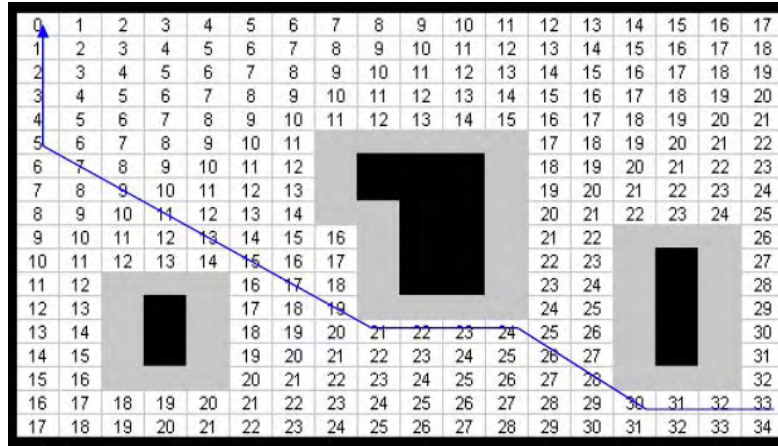 0 1 2 3 4 5 6 7 8 9 10 11 12 13 14 15 16 17
1 2 3 4 5 6 7 8 9 10 11 12 13 14 15 16 17 18
2 3 4 5 6 7 8 9 10 11 12 13 14 15 16 17 18 19
3 4 5 6 7 8 9 10 11 12 13 14 15 16 17 18 19 20
4 5 6 7 8 9 10 11 12 13 14 15 16 17 18 19 20 21
5 6 7 8 9 10 11 17 18 19 20 21 22
6 7 8 9 10 11 12 18 19 20 21 22 23
7 8 9 10 11 12 13 19 20 21 22 23 24
8 9 10 11 12 13 14 20 21 22 23 24 25
9 10 11 12 13 14 15 16 21 22 26
10 11 12 13 14 15 16 17 22 23 27
11 12 16 17 18 23 24 28
12 13 17 18 19 24 25 29
13 14 18 19 20 21 22 23 24 25 26 30
14 15 19 20 21 22 23 24 25 26 27 31
15 16 20 21 22 23 24 25 26 27 28 32
16 17 18 19 20 21 22 23 24 25 26 27 28 29 30 31 32 33
17 18 19 20 21 22 23 24 25 26 27 28 29 30 31 32 33 34